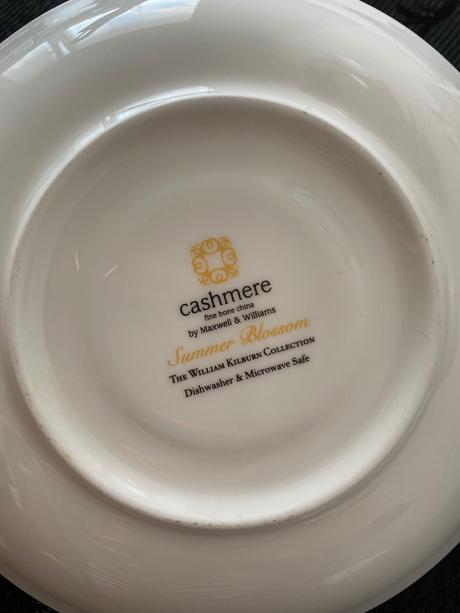 cashmere
fine bone china
by Maxwell & Williams
Summer Blossom
THE WILLIAM KILBURN COLLECTION
Dishwasher & Microwave Safe